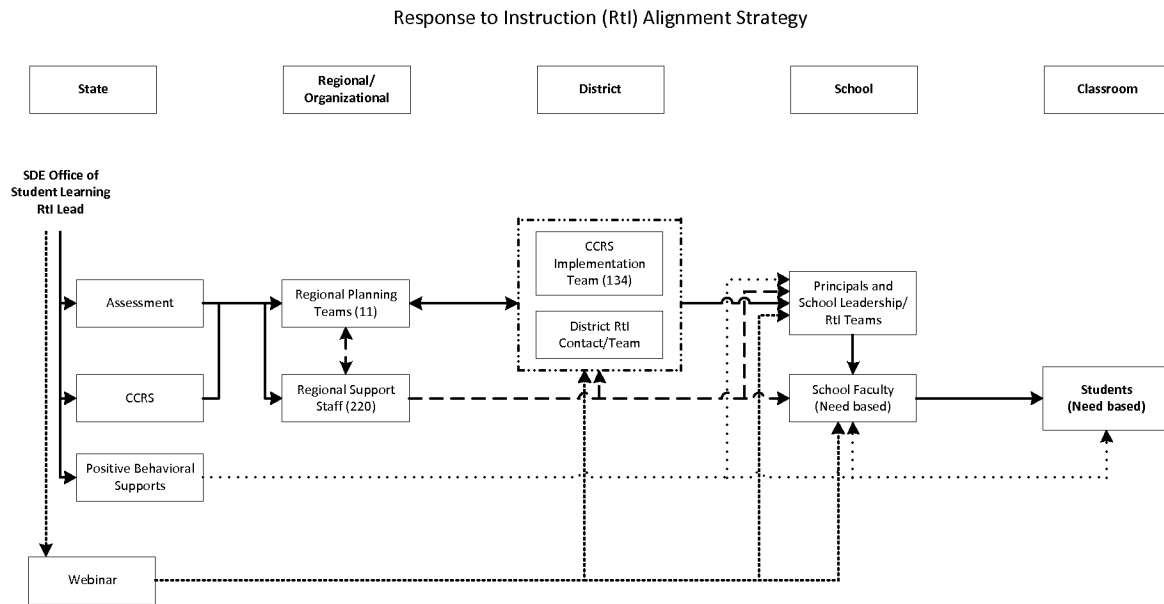 Response to Instruction (RtI) Alignment Strategy
State
Regional/
Organizational
District
School
Classroom
SDE Office of
Student Learning
RtI Lead
Assessment
CCRS
Positive Behavioral
Supports
Webinar
Regional Planning
Teams (11)
Regional Support
Staff (220)
CCRS
Implementation
Team (134)
District RtI
Contact/Team
Principals and
School Leadership/
RtI Teams
School Faculty
(Need based)
Students
(Need based)